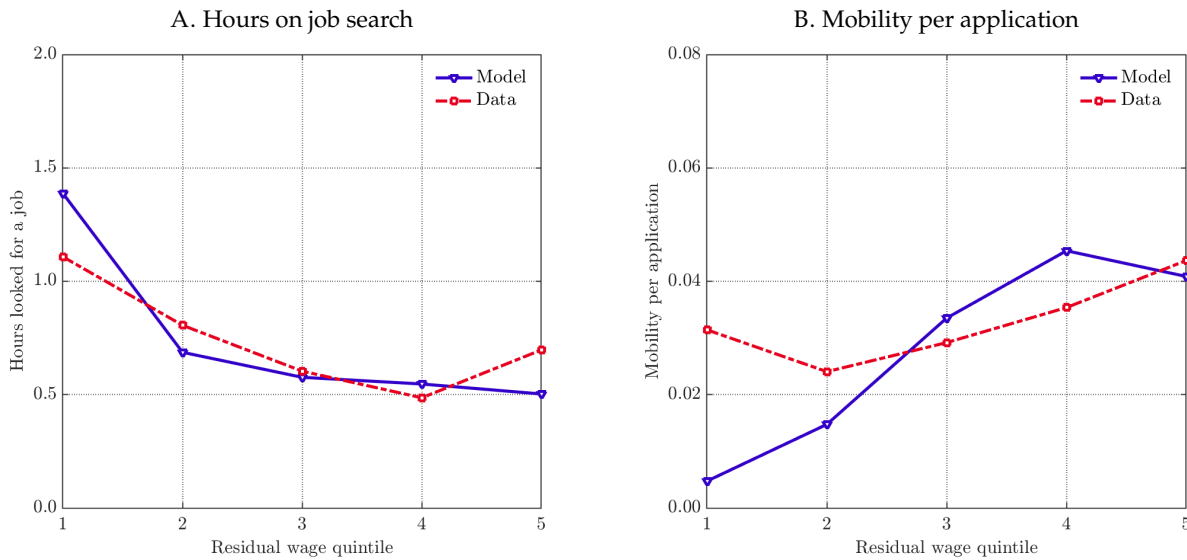 A. Hours on job search
2.0
1.5
1.0
0.5
0.0
Hours looked for a job
Model
Data
1 2 3 4 5
Residual wage quintile
B. Mobility per application
0.08
0.06
0.04
0.02
0.00
Mobility per application
Model
Data
1 2 3 4 5
Residual wage quintile